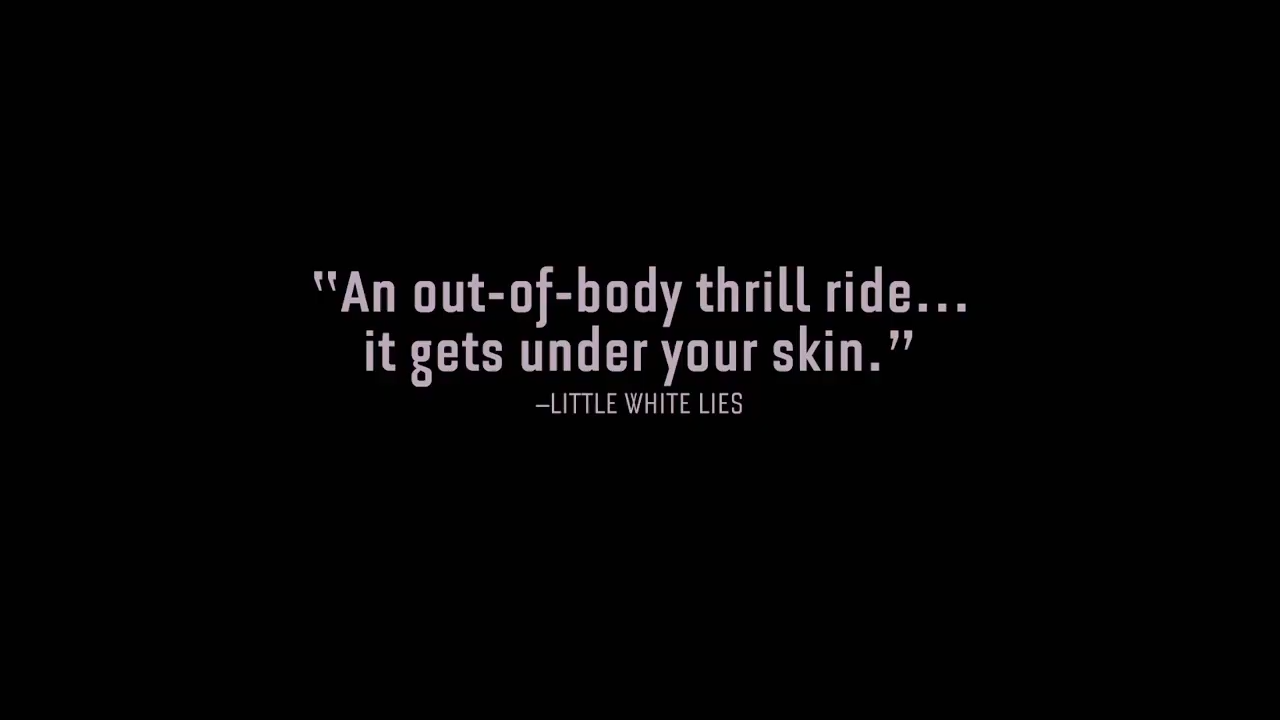 “An out-of-body thrill ride...
it gets under your skin.”
–LITTLE WHITE LIES